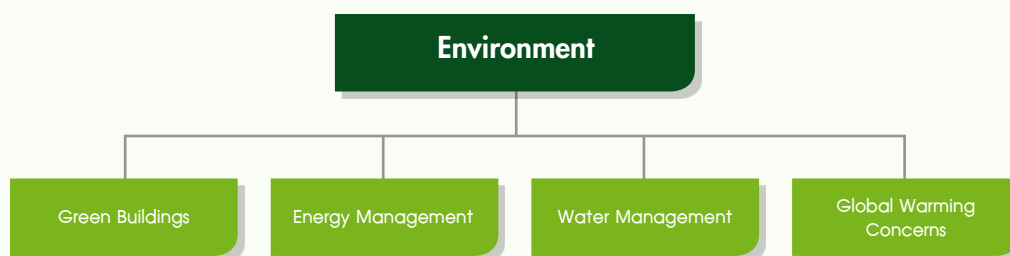 Environment
Green Buildings
Energy Management
Water Management
Global Warming
Concerns